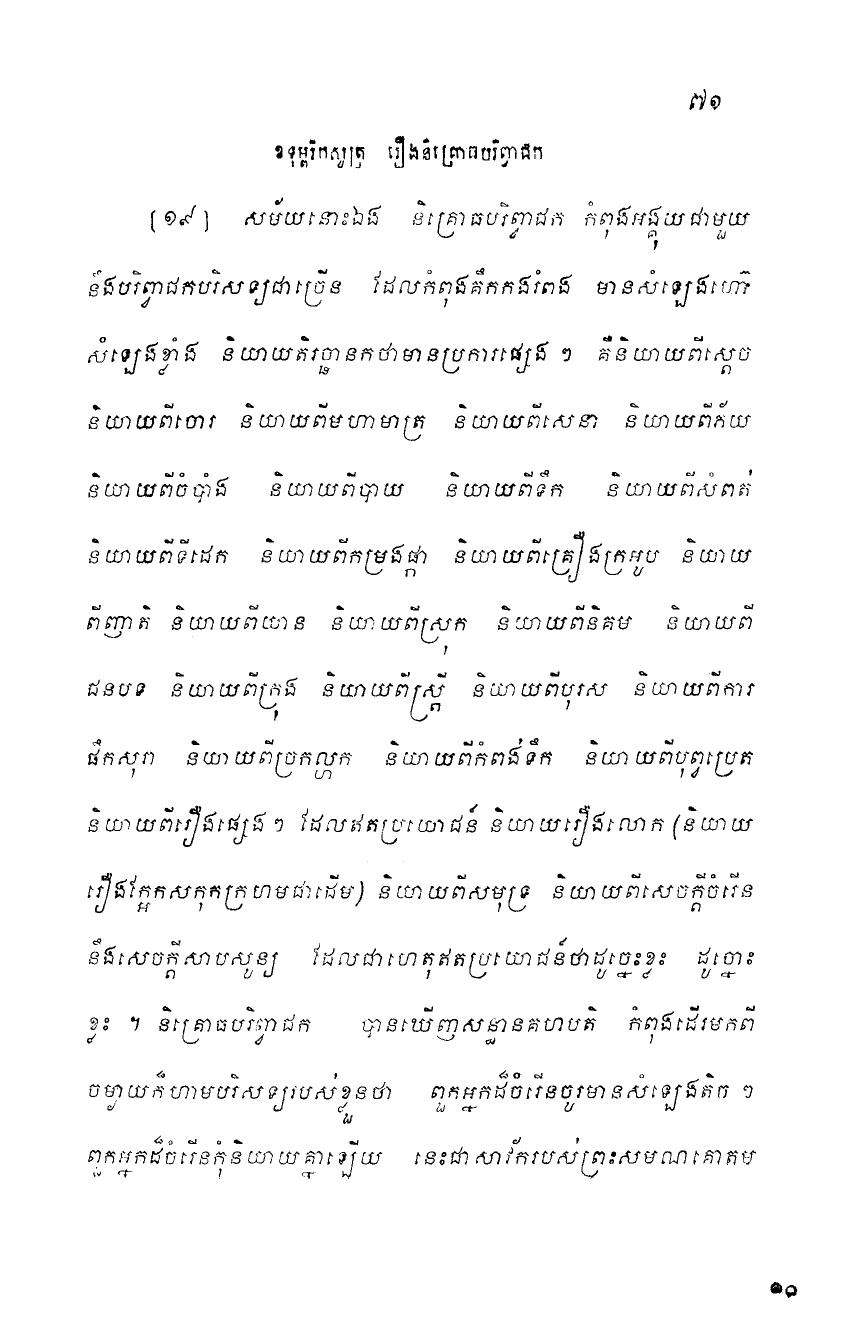 ៧១
ឧទុម្ពរិកសូត្រ រឿងនិគ្រោធបរិព្វាជក
[១៩] សម័យនោះឯង និគ្រោធបរិព្វាជក កំពុងអង្គុយជាមួយ
នឹងបរិព្វាជកបរិសទ្យជាច្រើន ដែលកំពុងគឹកកងរំពង មានសំឡេងហ៊ោ
សំឡេងខ្លាំង និយាយតិរច្ឆានកថាមានប្រការផ្សេង ៗ គឺនិយាយពីស្តេច
និយាយពីចោរ និយាយពីមហាមាត្រ និយាយពីសេនា និយាយពីភ័យ
និយាយពីចំបាំង និយាយពីបាយ និយាយពីទឹក និយាយពីសំពត់
និយាយពីទីដេក និយាយពីកម្រងផ្កា និយាយពីគ្រឿងក្រអូប និយាយ
ពីញាតិ និយាយពីយាន និយាយពីស្រុក និយាយពីនិគម និយាយពី
ជនបទ និយាយពីក្រុង និយាយពីស្ត្រី និយាយពីបុរស និយាយពីការ
ផឹកសុរា និយាយពីច្រកល្ហក និយាយពីកំពង់ទឹក និយាយពីបុព្វប្រេត
និយាយពីរឿងផ្សេង ៗ ដែលឥតប្រយោជន៍ និយាយរឿងលោក (និយាយ
រឿងក្អែកសកុកក្រហមជាដើម) និយាយពីសមុទ្រ និយាយពីសេចក្តីចំរើន
នឹងសេចក្តីសាបសូន្យ ដែលជាហេតុឥតប្រយោជន៍ថាដូច្នេះខ្លះ ដូច្នោះ
ខ្លះ ។ និគ្រោធបរិព្វាជក បានឃើញសន្ធានគហបតិ កំពុងដើរមកពី
ចម្ងាយក៏ហាមបរិសទ្យរបស់ខ្លួនថា ពួកអ្នកដ៏ចំរើនចូរមានសំឡេងតិច ៗ
ពួកអ្នកដ៏ចំរើនកុំនិយាយគ្នាឡើយ នេះជាសាវ័ករបស់ព្រះសមណគោតម
១០